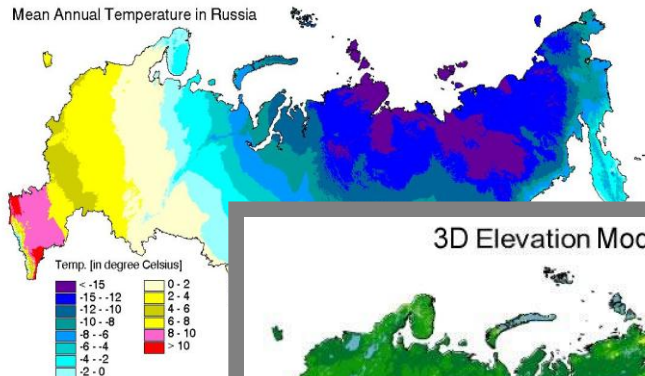 Mean Annual Temperature in Russia
Temp. [in degree Celsius]
< -15
-15 - -12
-12 - -10
-10 - -8
-8 - -6
-6 - -4
-4 - -2
-2 - 0
0 - 2
2 - 4
4 - 6
6 - 8
8 - 10
> 10
3D Elevation Mod